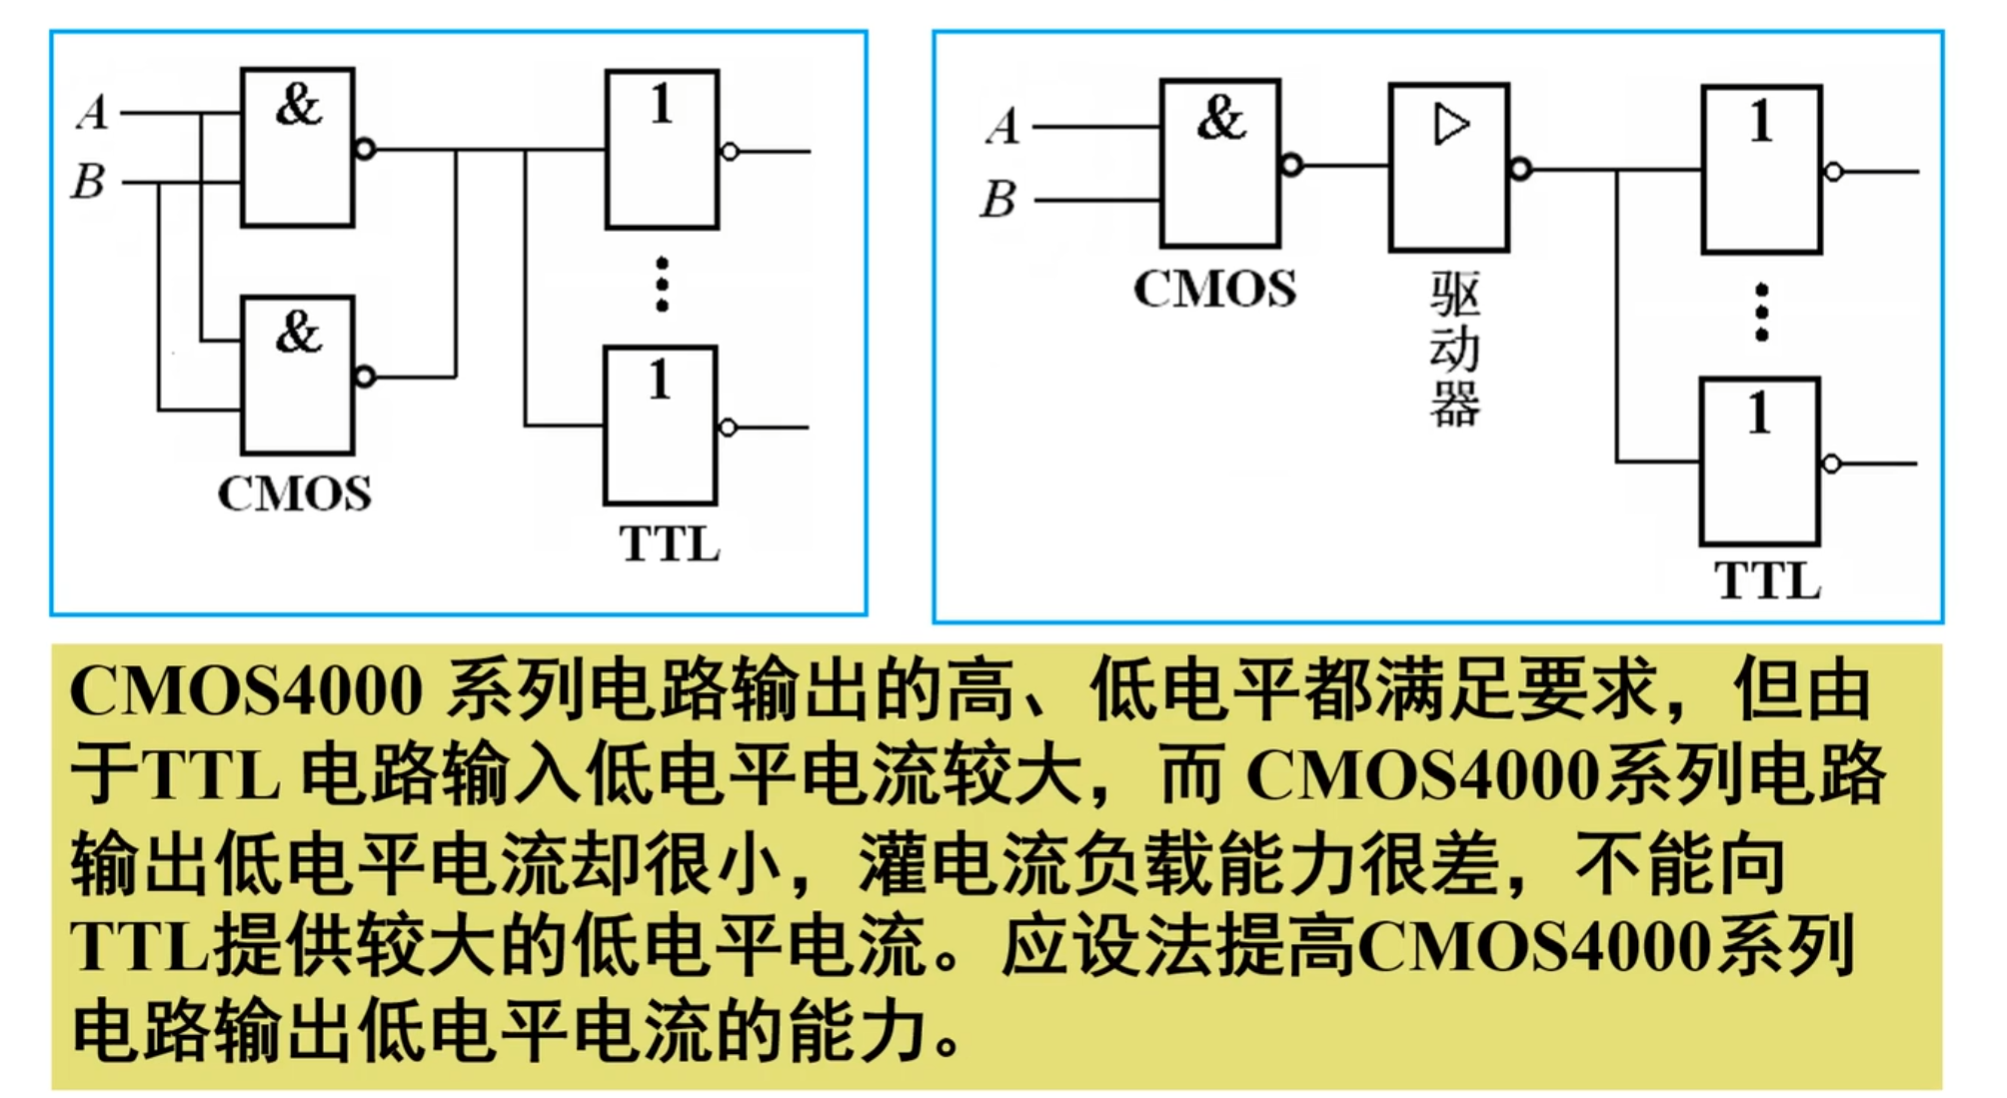 A
B
&
&
CMOS
1
1
TTL
A
B
&
CMOS
驱
动
器
1
1
TTL
CMOS4000 系列电路输出的高、低电平都满足要求，但由
于TTL 电路输入低电平电流较大，而 CMOS4000系列电路
输出低电平电流却很小，灌电流负载能力很差，不能向
TTL提供较大的低电平电流。应设法提高CMOS4000系列
电路输出低电平电流的能力。